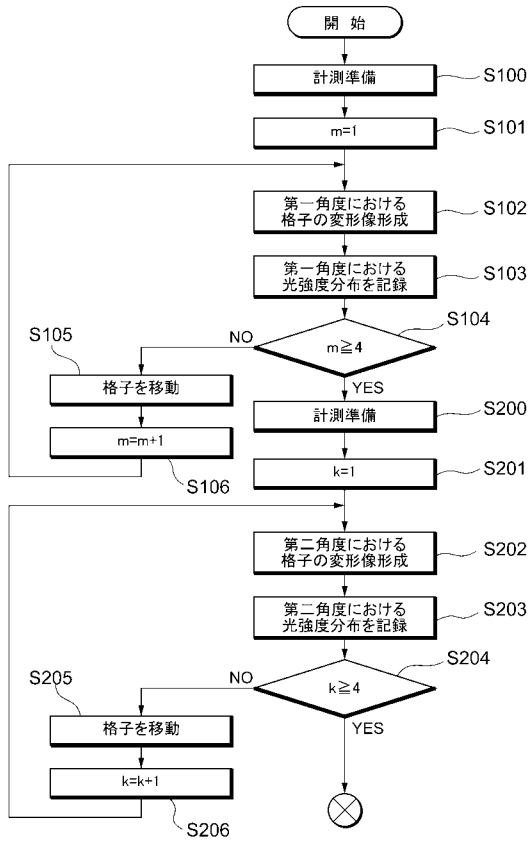 開 始
計測準備
S100
m=1
S101
第一角度における
格子の変形像形成
S102
第一角度における
光強度分布を記録
S103
S104
m≧4
NO
YES
S105
格子を移動
m=m+1
S106
計測準備
S200
k=1
S201
第二角度における
格子の変形像形成
S202
第二角度における
光強度分布を記録
S203
S204
k≧4
NO
YES
S205
格子を移動
k=k+1
S206